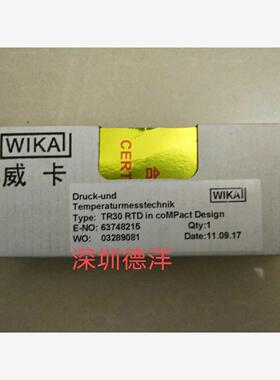 WIKA
威卡
合
CERT
Druck-und
Temperaturmesstechnik
WIKA
Type: TR30 RTD in coMPact Design
E-NO: 63748215 Qty:1
WO: 03289081 Date:11.09.17
深圳德洋